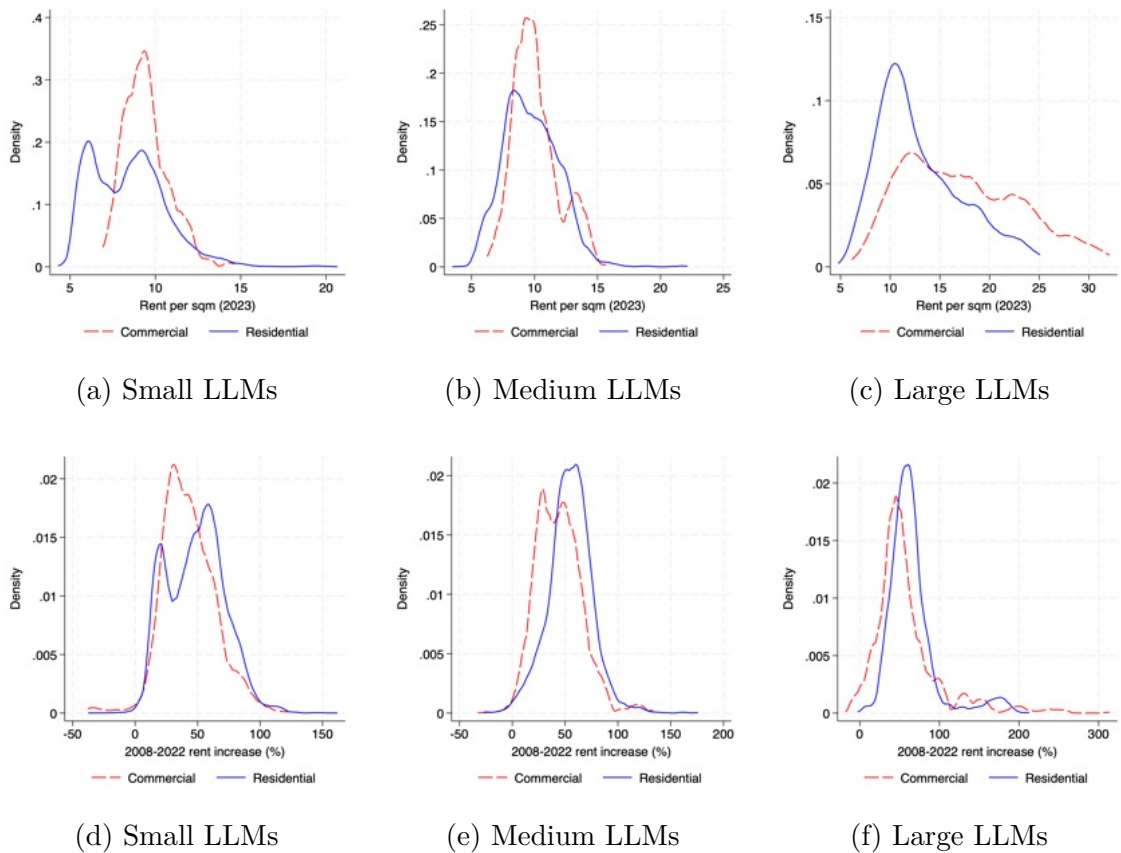 .4
.3
.2
.1
0
Density
5 10 15 20
Rent per sqm (2023)
Commercial Residential
(a) Small LLMs
.25
.2
.15
.1
.05
0
Density
5 10 15 20 25
Rent per sqm (2023)
Commercial Residential
(b) Medium LLMs
.15
.1
.05
0
Density
5 10 15 20 25 30
Rent per sqm (2023)
Commercial Residential
(c) Large LLMs
.02
.015
.01
.005
0
Density
-50 0 50 100 150
2008-2022 rent increase (%)
Commercial Residential
(d) Small LLMs
.02
.015
.01
.005
0
Density
-50 0 50 100 150 200
2008-2022 rent increase (%)
Commercial Residential
(e) Medium LLMs
.02
.015
.01
.005
0
Density
0 100 200 300
2008-2022 rent increase (%)
Commercial Residential
(f) Large LLMs